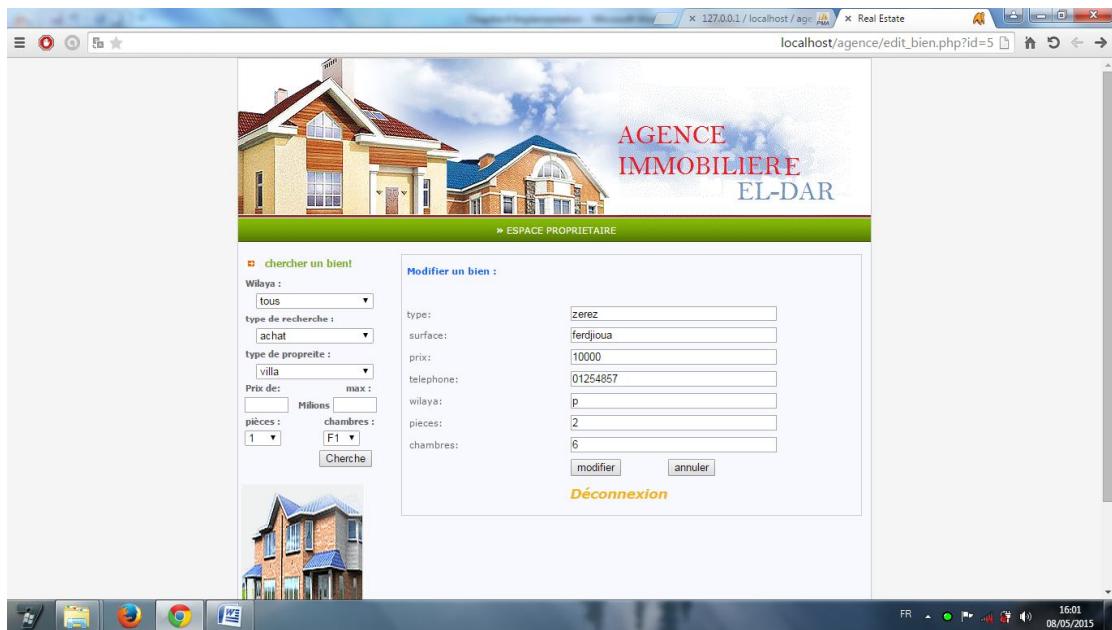 127.0.0.1 / localhost / age
Real Estate
localhost/agence/edit_bien.php?id=5
AGENCE
IMMOBILIERE
EL-DAR
» ESPACE PROPRIETAIRE
chercher un bien!
Wilaya :
tous
type de recherche :
achat
type de propreite :
villa
Prix de: max :
Milions
pièces : chambres :
1 F1
Cherche
Modifier un bien :
type: zerez
surface: ferdjioua
prix: 10000
telephone: 01254857
wilaya: p
pieces: 2
chambres: 6
modifier annuler
Déconnexion
FR
16:01
08/05/2015